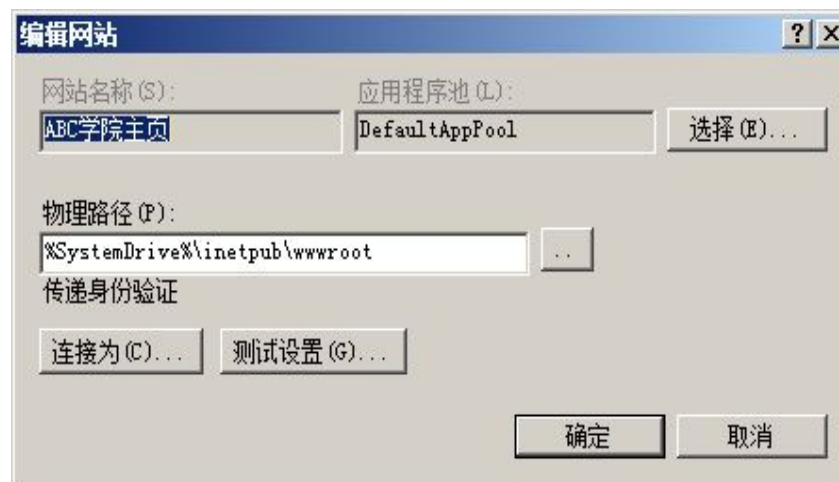 编辑网站
网站名称(S): 应用程序池(L):
ABC学院主页 DefaultAppPool 选择(E)...
物理路径(P):
%SystemDrive%\inetpub\wwwroot ..
传递身份验证
连接为(C)... 测试设置(G)...
确定 取消